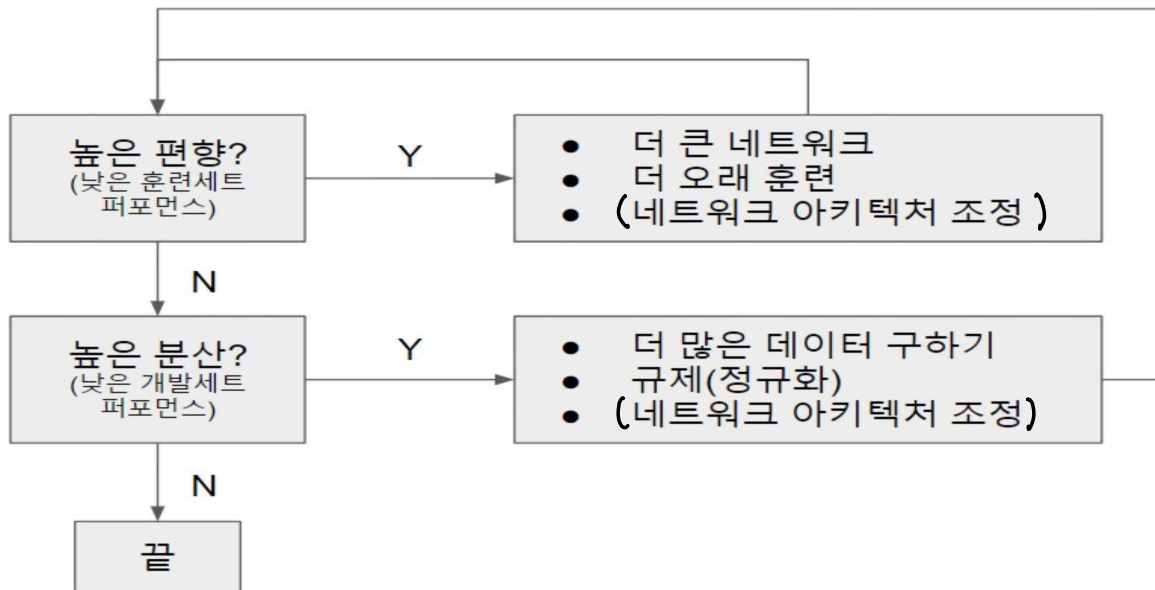 높은 편향?
(낮은 훈련세트
퍼포먼스)
Y
● 더 큰 네트워크
● 더 오래 훈련
● (네트워크 아키텍처 조정)
N
높은 분산?
(낮은 개발세트
퍼포먼스)
Y
● 더 많은 데이터 구하기
● 규제(정규화)
● (네트워크 아키텍처 조정)
N
끝